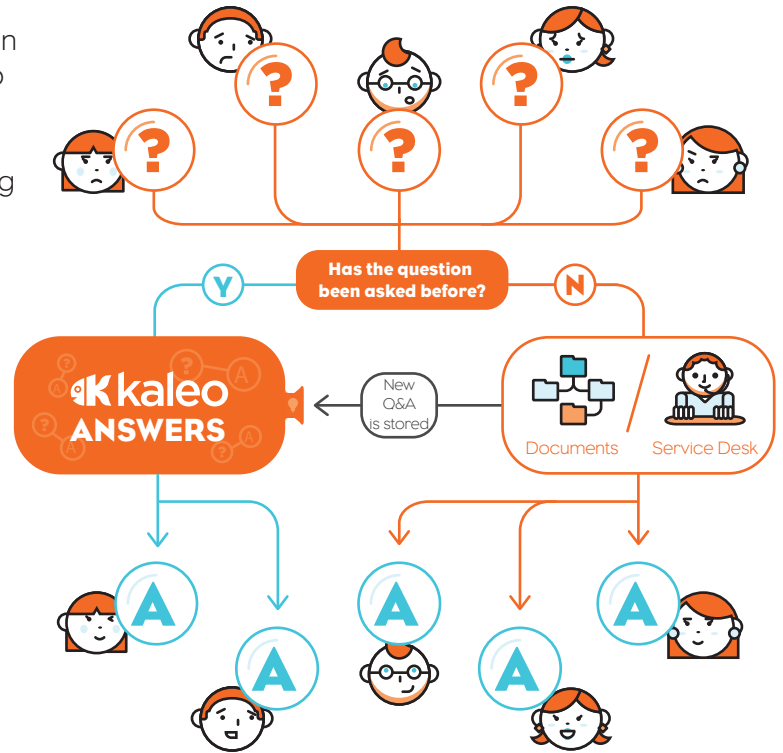 n
o
g
?
?
?
?
?
Has the question
been asked before?
Y
N
kaleo
ANSWERS
? A
? A
? A
? A
New
Q&A
is stored
Documents
Service Desk
A
A
A
A
A